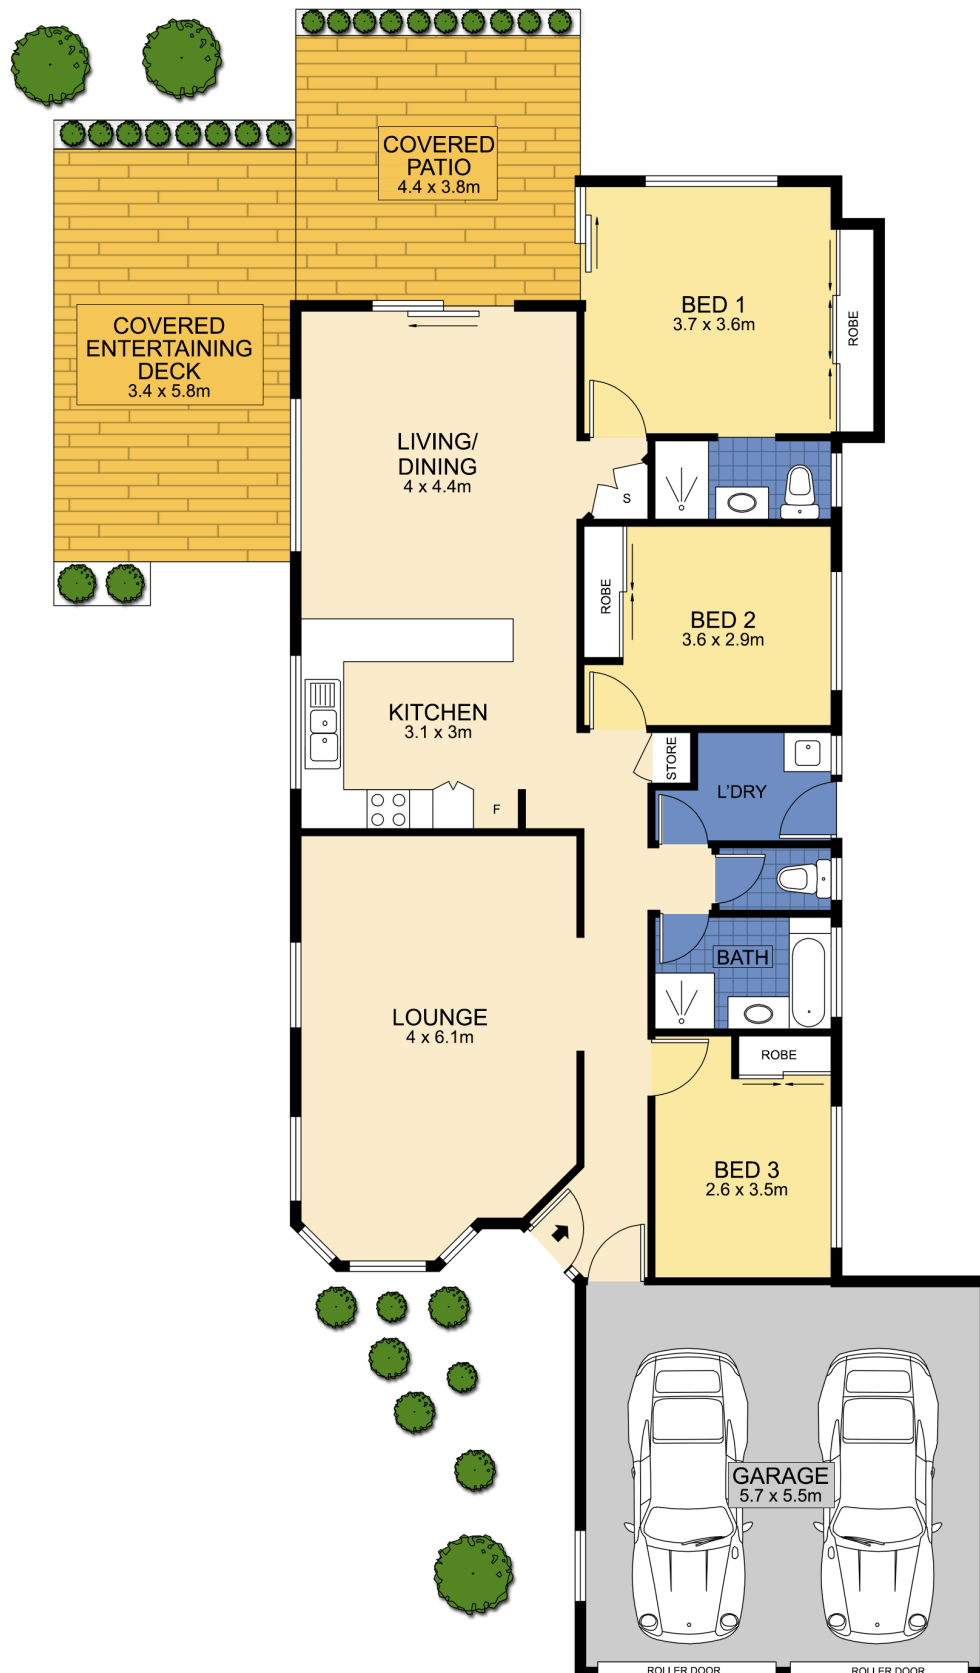 COVERED
PATIO
4.4 x 3.8m
COVERED
ENTERTAINING
DECK
3.4 x 5.8m
BED 1
3.7 x 3.6m
ROBE
LIVING/
DINING
4 x 4.4m
S
ROBE
BED 2
3.6 x 2.9m
KITCHEN
3.1 x 3m
STORE
L'DRY
F
BATH
LOUNGE
4 x 6.1m
ROBE
BED 3
2.6 x 3.5m
GARAGE
5.7 x 5.5m
ROLLER DOOR
ROLLER DOOR